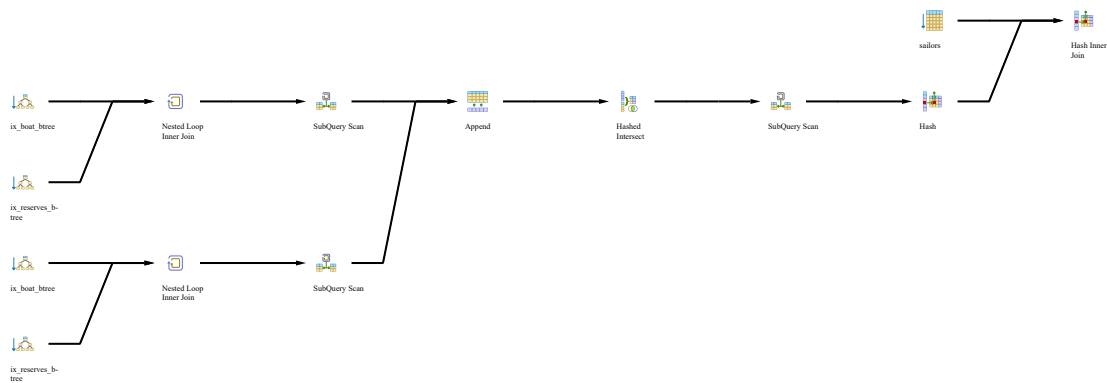 sailors
Hash Inner
Join
ix_boat_btree
Nested Loop
Inner Join
SubQuery Scan
Append
Hashed
Intersect
SubQuery Scan
Hash
ix_reserves_b-
tree
ix_boat_btree
Nested Loop
Inner Join
SubQuery Scan
ix_reserves_b-
tree